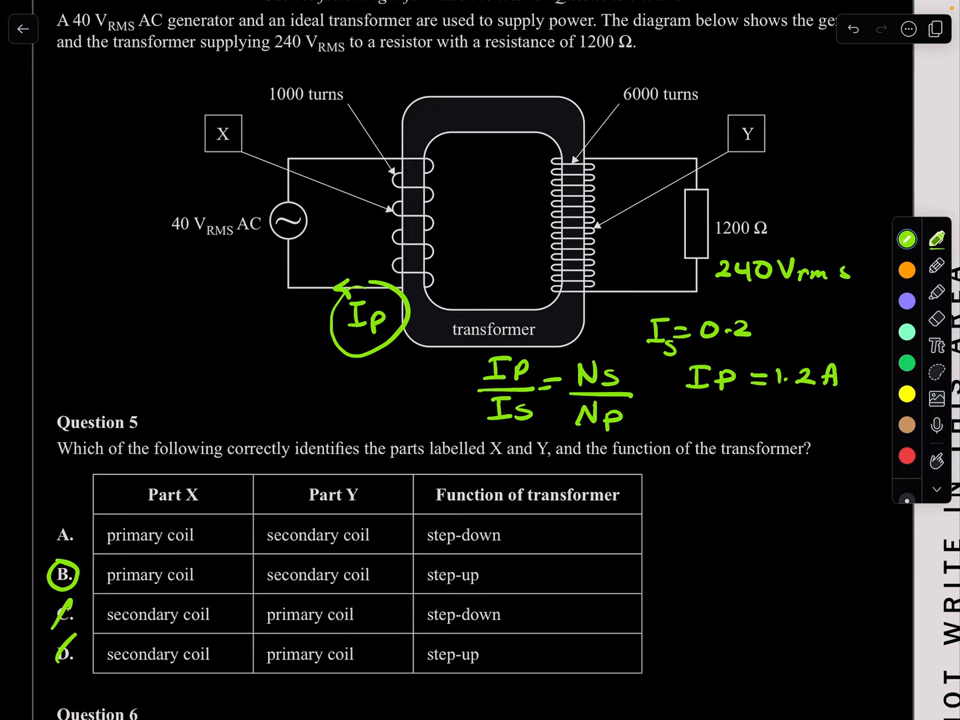 A 40 VRMS AC generator and an ideal transformer are used to supply power. The diagram below shows the ge
and the transformer supplying 240 VRMS to a resistor with a resistance of 1200 Ω.
1000 turns
6000 turns
X
Y
40 VRMS AC
1200 Ω
240Vrms
Ip
transformer
Is=0.2
Ip/Is = Ns/Np
Ip = 1.2 A
Question 5
Which of the following correctly identifies the parts labelled X and Y, and the function of the transformer?
Part X Part Y Function of transformer
A. primary coil secondary coil step-down
B. primary coil secondary coil step-up
C. secondary coil primary coil step-down
D. secondary coil primary coil step-up
Question 6
Tt
OT WRITE IN THIS AREA